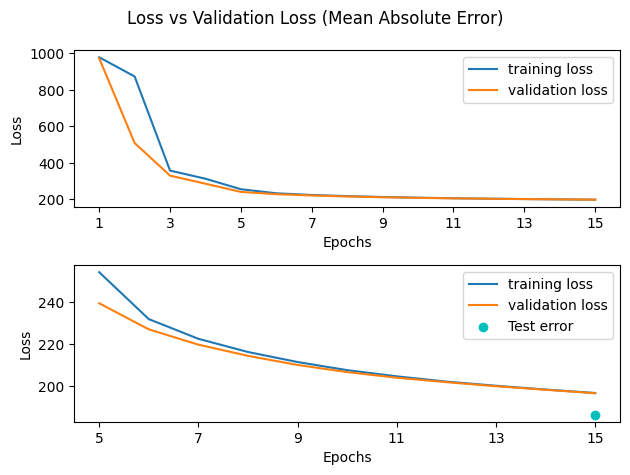 Loss vs Validation Loss (Mean Absolute Error)
1000
800
600
400
200
Loss
training loss
validation loss
1 3 5 7 9 11 13 15
Epochs
240
220
200
Loss
training loss
validation loss
Test error
5 7 9 11 13 15
Epochs